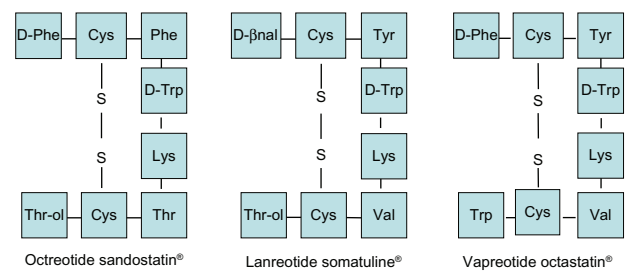 D-Phe Cys Phe
D-Trp
S
S
Lys
Thr-ol Cys Thr
Octreotide sandostatin®
D-βnal Cys Tyr
D-Trp
S
S
Lys
Thr-ol Cys Val
Lanreotide somatuline®
D-Phe Cys Tyr
D-Trp
S
S
Lys
Trp Cys Val
Vapreotide octastatin®